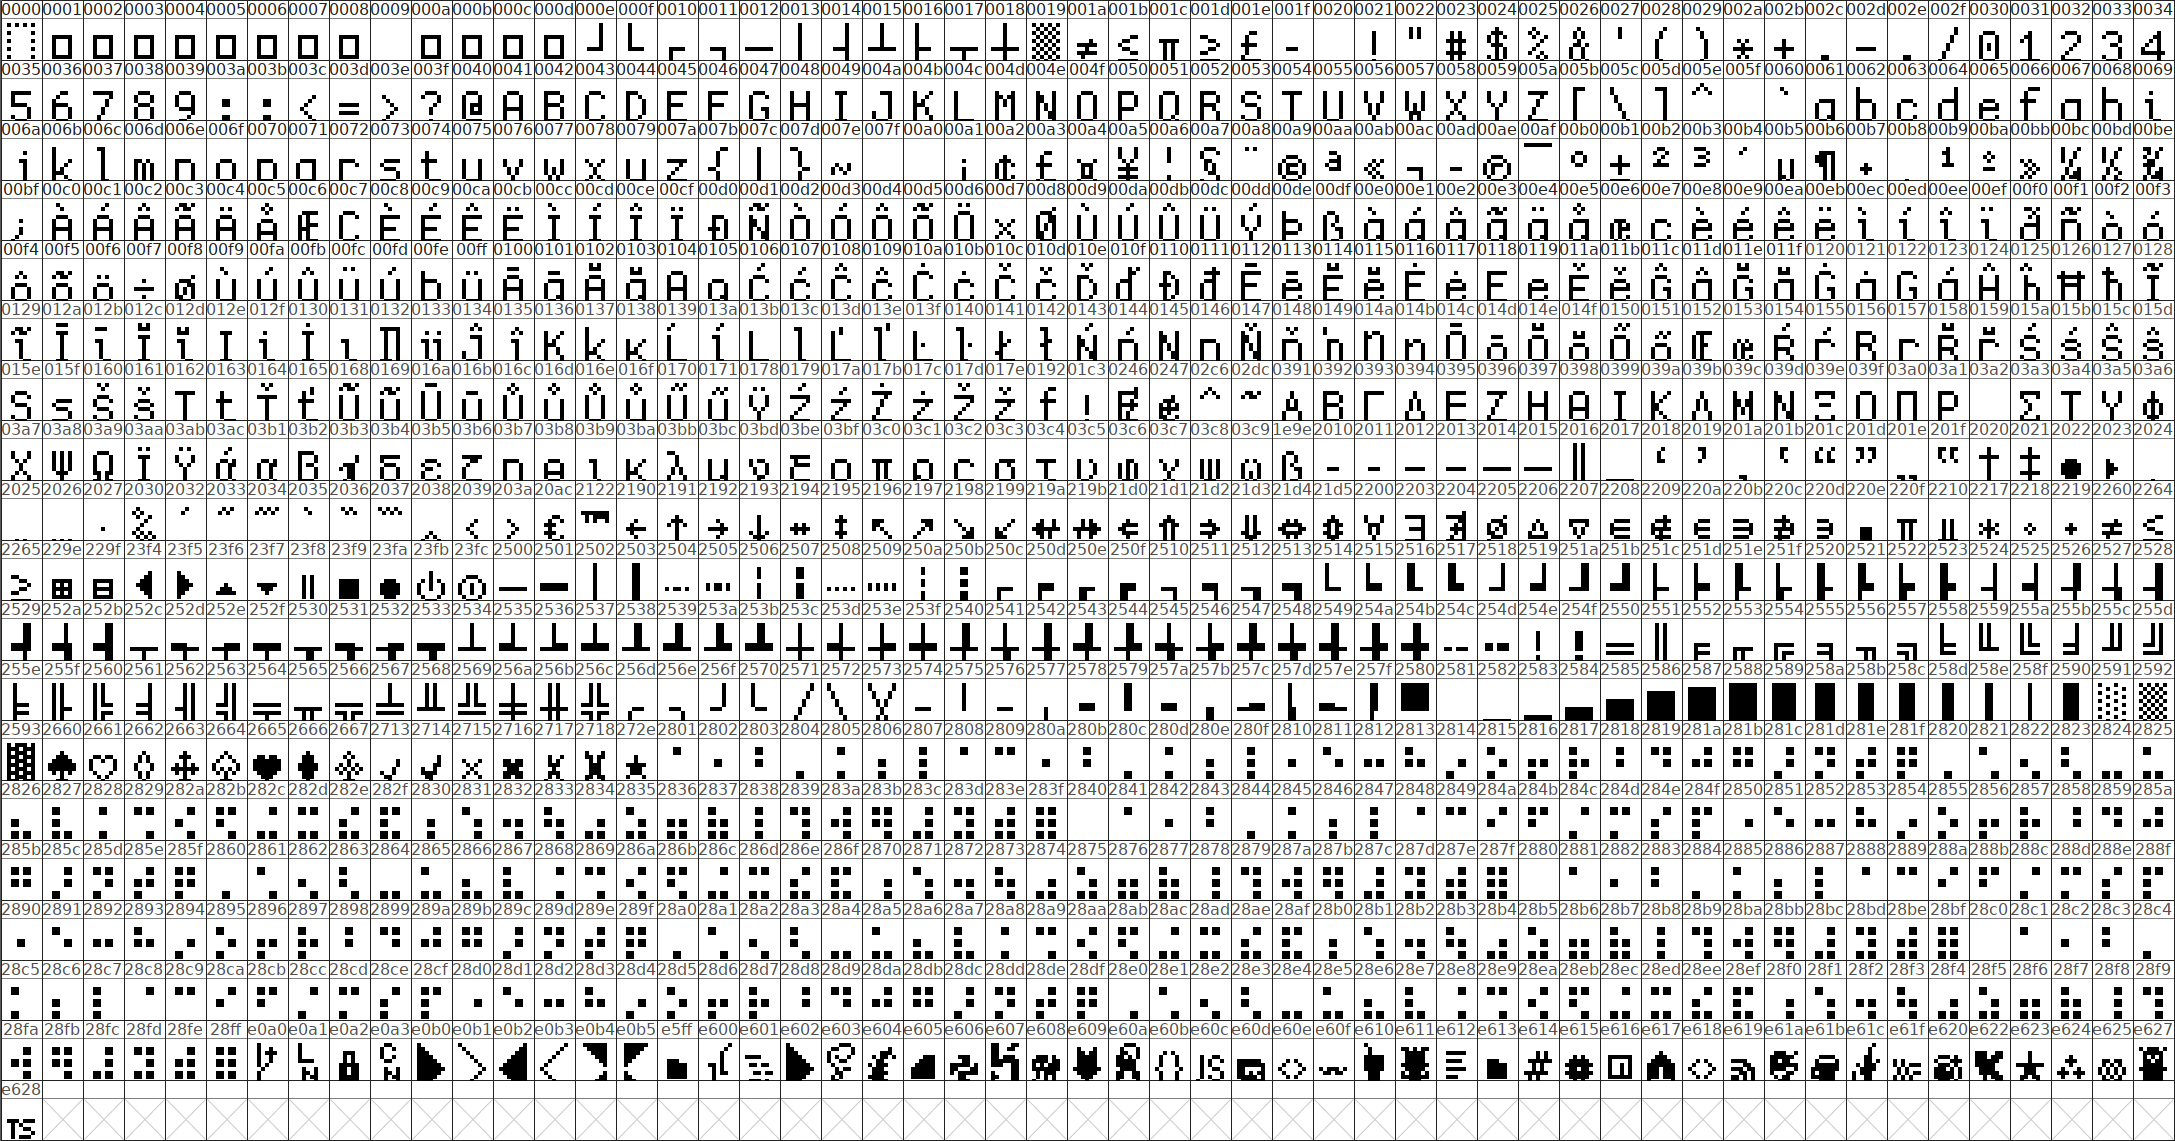 0000 0001 0002 0003 0004 0005 0006 0007 0008 0009 000a 000b 000c 000d 000e 000f 0010 0011 0012 0013 0014 0015 0016 0017 0018 0019 001a 001b 001c 001d 001e 001f 0020 0021 0022 0023 0024 0025 0026 0027 0028 0029 002a 002b 002c 002d 002e 002f 0030 0031 0032 0033 0034
┘ └ ┌ ┐ ─ │ ┤ ┴ ├ ┬ ┼ ▒ ≠ ≤ π ≥ £ - ! " # $ % & ' ( ) * + , - . / 0 1 2 3 4
0035 0036 0037 0038 0039 003a 003b 003c 003d 003e 003f 0040 0041 0042 0043 0044 0045 0046 0047 0048 0049 004a 004b 004c 004d 004e 004f 0050 0051 0052 0053 0054 0055 0056 0057 0058 0059 005a 005b 005c 005d 005e 005f 0060 0061 0062 0063 0064 0065 0066 0067 0068 0069
5 6 7 8 9 : ; < = > ? @ A B C D E F G H I J K L M N O P Q R S T U V W X Y Z [ \ ] ^ ` a b c d e f g h i
006a 006b 006c 006d 006e 006f 0070 0071 0072 0073 0074 0075 0076 0077 0078 0079 007a 007b 007c 007d 007e 007f 00a0 00a1 00a2 00a3 00a4 00a5 00a6 00a7 00a8 00a9 00aa 00ab 00ac 00ad 00ae 00af 00b0 00b1 00b2 00b3 00b4 00b5 00b6 00b7 00b8 00b9 00ba 00bb 00bc 00bd 00be
j k l m n o p q r s t u v w x y z { | } ~ ¡ ¢ £ ¤ ¥ ¦ § ¨ © ª « ¬ - ® ¯ ° ± ² ³ ´ µ ¶ · ¹ º » ¼ ½ ¾
00bf 00c0 00c1 00c2 00c3 00c4 00c5 00c6 00c7 00c8 00c9 00ca 00cb 00cc 00cd 00ce 00cf 00d0 00d1 00d2 00d3 00d4 00d5 00d6 00d7 00d8 00d9 00da 00db 00dc 00dd 00de 00df 00e0 00e1 00e2 00e3 00e4 00e5 00e6 00e7 00e8 00e9 00ea 00eb 00ec 00ed 00ee 00ef 00f0 00f1 00f2 00f3
¿ À Á Â Ã Ä Å Æ Ç È É Ê Ë Ì Í Î Ï Ð Ñ Ò Ó Ô Õ Ö × Ø Ù Ú Û Ü Ý Þ ß à á â ã ä å æ ç è é ê ë ì í î ï ð ñ ò ó
00f4 00f5 00f6 00f7 00f8 00f9 00fa 00fb 00fc 00fd 00fe 00ff 0100 0101 0102 0103 0104 0105 0106 0107 0108 0109 010a 010b 010c 010d 010e 010f 0110 0111 0112 0113 0114 0115 0116 0117 0118 0119 011a 011b 011c 011d 011e 011f 0120 0121 0122 0123 0124 0125 0126 0127 0128
ô õ ö ÷ ø ù ú û ü ý þ ÿ Ā ā Ă ă Ą ą Ć ć Ĉ ĉ Ċ ċ Č č Ď ď Đ đ Ē ē Ĕ ĕ Ė ė Ę ę Ě ě Ĝ ĝ Ğ ğ Ġ ġ Ģ ģ Ĥ ĥ Ħ ħ Ĩ
0129 012a 012b 012c 012d 012e 012f 0130 0131 0132 0133 0134 0135 0136 0137 0138 0139 013a 013b 013c 013d 013e 013f 0140 0141 0142 0143 0144 0145 0146 0147 0148 0149 014a 014b 014c 014d 014e 014f 0150 0151 0152 0153 0154 0155 0156 0157 0158 0159 015a 015b 015c 015d
ĩ Ī ī Ĭ ĭ Į į İ ı Ĳ ĳ Ĵ ĵ Ķ ķ ĸ Ĺ ĺ Ļ ļ Ľ ľ Ŀ ŀ Ł ł Ń ń Ņ ņ Ň ň ŉ Ŋ ŋ Ō ō Ŏ ŏ Ő ő Œ œ Ŕ ŕ Ŗ ŗ Ř ř Ś ś Ŝ ŝ
015e 015f 0160 0161 0162 0163 0164 0165 0168 0169 016a 016b 016c 016d 016e 016f 0170 0171 0178 0179 017a 017b 017c 017d 017e 0192 01c3 0246 0247 02c6 02dc 0391 0392 0393 0394 0395 0396 0397 0398 0399 039a 039b 039c 039d 039e 039f 03a0 03a1 03a2 03a3 03a4 03a5 03a6
Ş ş Š š Ţ ţ Ť ť Ũ ũ Ū ū Ŭ ŭ Ů ů Ű ű Ÿ Ź ź Ż ż Ž ž ƒ ǃ Ɇ ɇ ˆ ˜ Α Β Γ Δ Ε Ζ Η Θ Ι Κ Λ Μ Ν Ξ Ο Π Ρ Σ Τ Υ Φ
03a7 03a8 03a9 03aa 03ab 03ac 03b1 03b2 03b3 03b4 03b5 03b6 03b7 03b8 03b9 03ba 03bb 03bc 03bd 03be 03bf 03c0 03c1 03c2 03c3 03c4 03c5 03c6 03c7 03c8 03c9 1e9e 2010 2011 2012 2013 2014 2015 2016 2017 2018 2019 201a 201b 201c 201d 201e 201f 2020 2021 2022 2023 2024
Χ Ψ Ω Ϊ Ϋ ά α β γ δ ε ζ η θ ι κ λ μ ν ξ ο π ρ ς σ τ υ φ χ ψ ω ẞ ‐ ‑ ‒ – — ― ‖ ‗ ‘ ’ ‚ ‛ “ ” „ ‟ † ‡ • ‣
2025 2026 2027 2030 2032 2033 2034 2035 2036 2037 2038 2039 203a 20ac 2122 2190 2191 2192 2193 2194 2195 2196 2197 2198 2199 219a 219b 21d0 21d1 21d2 21d3 21d4 21d5 2200 2203 2204 2205 2206 2207 2208 2209 220a 220b 220c 220d 220e 220f 2210 2217 2218 2219 2260 2264
2265 229e 229f 23f4 23f5 23f6 23f7 23f8 23f9 23fa 23fb 23fc 2500 2501 2502 2503 2504 2505 2506 2507 2508 2509 250a 250b 250c 250d 250e 250f 2510 2511 2512 2513 2514 2515 2516 2517 2518 2519 251a 251b 251c 251d 251e 251f 2520 2521 2522 2523 2524 2525 2526 2527 2528
2529 252a 252b 252c 252d 252e 252f 2530 2531 2532 2533 2534 2535 2536 2537 2538 2539 253a 253b 253c 253d 253e 253f 2540 2541 2542 2543 2544 2545 2546 2547 2548 2549 254a 254b 254c 254d 254e 254f 2550 2551 2552 2553 2554 2555 2556 2557 2558 2559 255a 255b 255c 255d
255e 255f 2560 2561 2562 2563 2564 2565 2566 2567 2568 2569 256a 256b 256c 256d 256e 256f 2570 2571 2572 2573 2574 2575 2576 2577 2578 2579 257a 257b 257c 257d 257e 257f 2580 2581 2582 2583 2584 2585 2586 2587 2588 2589 258a 258b 258c 258d 258e 258f 2590 2591 2592
2593 2660 2661 2662 2663 2664 2665 2666 2667 2713 2714 2715 2716 2717 2718 272e 2801 2802 2803 2804 2805 2806 2807 2808 2809 280a 280b 280c 280d 280e 280f 2810 2811 2812 2813 2814 2815 2816 2817 2818 2819 281a 281b 281c 281d 281e 281f 2820 2821 2822 2823 2824 2825
2826 2827 2828 2829 282a 282b 282c 282d 282e 282f 2830 2831 2832 2833 2834 2835 2836 2837 2838 2839 283a 283b 283c 283d 283e 283f 2840 2841 2842 2843 2844 2845 2846 2847 2848 2849 284a 284b 284c 284d 284e 284f 2850 2851 2852 2853 2854 2855 2856 2857 2858 2859 285a
285b 285c 285d 285e 285f 2860 2861 2862 2863 2864 2865 2866 2867 2868 2869 286a 286b 286c 286d 286e 286f 2870 2871 2872 2873 2874 2875 2876 2877 2878 2879 287a 287b 287c 287d 287e 287f 2880 2881 2882 2883 2884 2885 2886 2887 2888 2889 288a 288b 288c 288d 288e 288f
2890 2891 2892 2893 2894 2895 2896 2897 2898 2899 289a 289b 289c 289d 289e 289f 28a0 28a1 28a2 28a3 28a4 28a5 28a6 28a7 28a8 28a9 28aa 28ab 28ac 28ad 28ae 28af 28b0 28b1 28b2 28b3 28b4 28b5 28b6 28b7 28b8 28b9 28ba 28bb 28bc 28bd 28be 28bf 28c0 28c1 28c2 28c3 28c4
28c5 28c6 28c7 28c8 28c9 28ca 28cb 28cc 28cd 28ce 28cf 28d0 28d1 28d2 28d3 28d4 28d5 28d6 28d7 28d8 28d9 28da 28db 28dc 28dd 28de 28df 28e0 28e1 28e2 28e3 28e4 28e5 28e6 28e7 28e8 28e9 28ea 28eb 28ec 28ed 28ee 28ef 28f0 28f1 28f2 28f3 28f4 28f5 28f6 28f7 28f8 28f9
28fa 28fb 28fc 28fd 28fe 28ff e0a0 e0a1 e0a2 e0a3 e0b0 e0b1 e0b2 e0b3 e0b4 e0b5 e5ff e600 e601 e602 e603 e604 e605 e606 e607 e608 e609 e60a e60b e60c e60d e60e e60f e610 e611 e612 e613 e614 e615 e616 e617 e618 e619 e61a e61b e61c e61f e620 e622 e623 e624 e625 e627
e628
TS